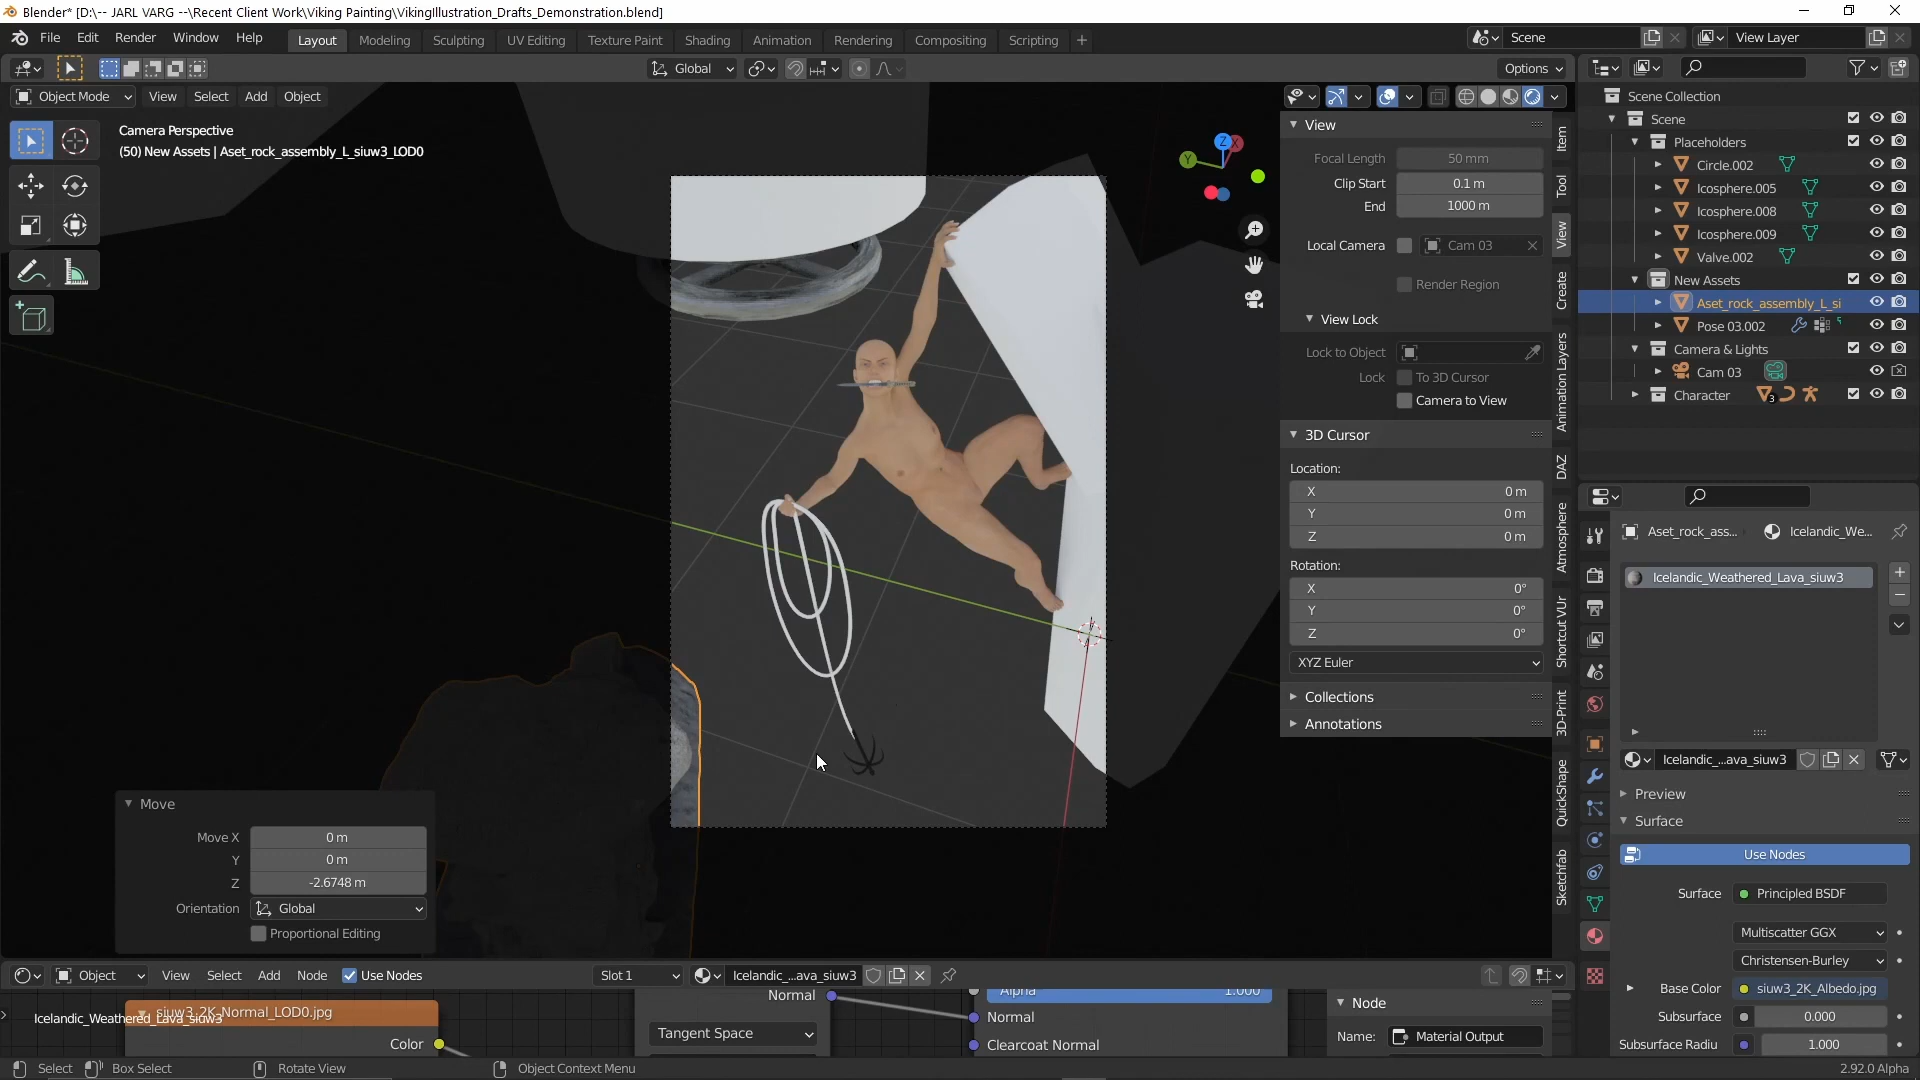 Blender* [D:\-- JARL VARG --\Recent Client Work\Viking Painting\VikingIllustration_Drafts_Demonstration.blend]
File Edit Render Window Help Layout Modeling Sculpting UV Editing Texture Paint Shading Animation Rendering Compositing Scripting + Scene View Layer
Global Options
Object Mode View Select Add Object
Camera Perspective
(50) New Assets | Aset_rock_assembly_L_siuw3_LOD0
Z
X
Y
View
Focal Length 50 mm
Clip Start 0.1 m
End 1000 m
Local Camera Cam 03
Render Region
View Lock
Lock to Object
Lock To 3D Cursor
Camera to View
3D Cursor
Location:
X 0 m
Y 0 m
Z 0 m
Rotation:
X 0°
Y 0°
Z 0°
XYZ Euler
Collections
Annotations
Item
Tool
View
Create
Animation Layers
DAZ
Atmosphere
Shortcut VUr
3D-Print
QuickShape
Sketchfab
Scene Collection
Scene
Placeholders
Circle.002
Icosphere.005
Icosphere.008
Icosphere.009
Valve.002
New Assets
Aset_rock_assembly_L_si
Pose 03.002
Camera & Lights
Cam 03
Character 3
Aset_rock_ass... Icelandic_We...
Icelandic_Weathered_Lava_siuw3
Icelandic_...ava_siuw3
Preview
Surface
Use Nodes
Surface Principled BSDF
Multiscatter GGX
Christensen-Burley
Base Color siuw3_2K_Albedo.jpg
Subsurface 0.000
Subsurface Radiu 1.000
Move
Move X 0 m
Y 0 m
Z -2.6748 m
Orientation Global
Proportional Editing
Object View Select Add Node Use Nodes Slot 1 Icelandic_...ava_siuw3
siuw3_2K_Normal_LOD0.jpg
Icelandic_Weathered_Lava_siuw3
Color
Normal
Tangent Space
Alpha 1.000
Normal
Clearcoat Normal
Node
Name: Material Output
Select Box Select Rotate View Object Context Menu 2.92.0 Alpha